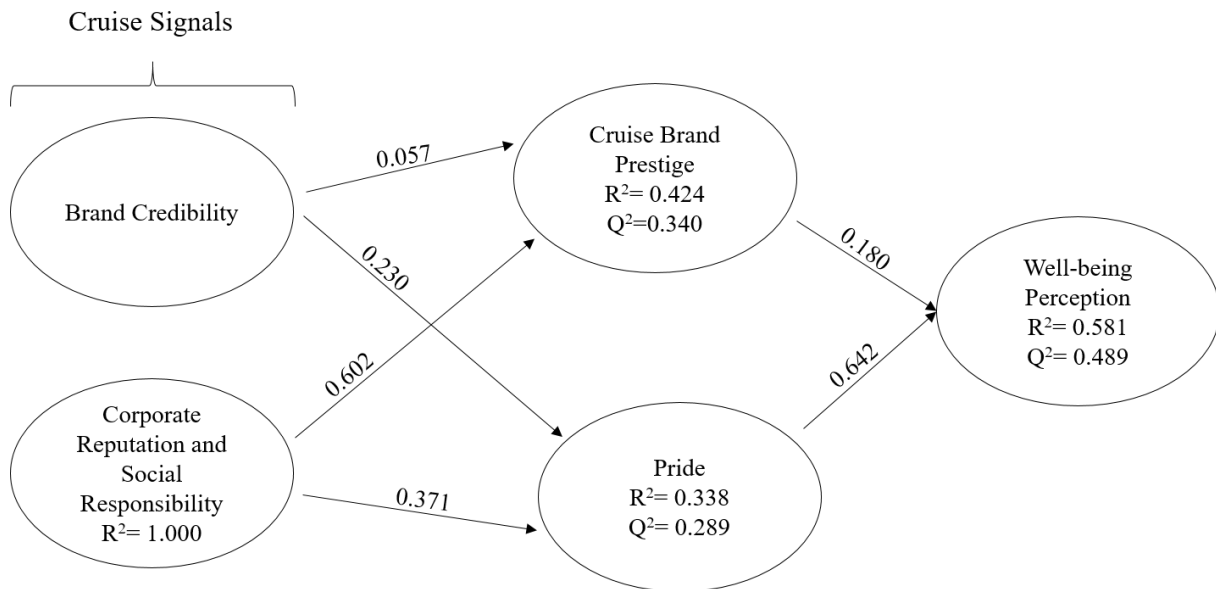 Cruise Signals
Brand Credibility
Corporate
Reputation and
Social
Responsibility
R²= 1.000
0.057
0.230
0.602
0.371
Cruise Brand
Prestige
R²= 0.424
Q²=0.340
Pride
R²= 0.338
Q²= 0.289
0.180
0.642
Well-being
Perception
R²= 0.581
Q²= 0.489